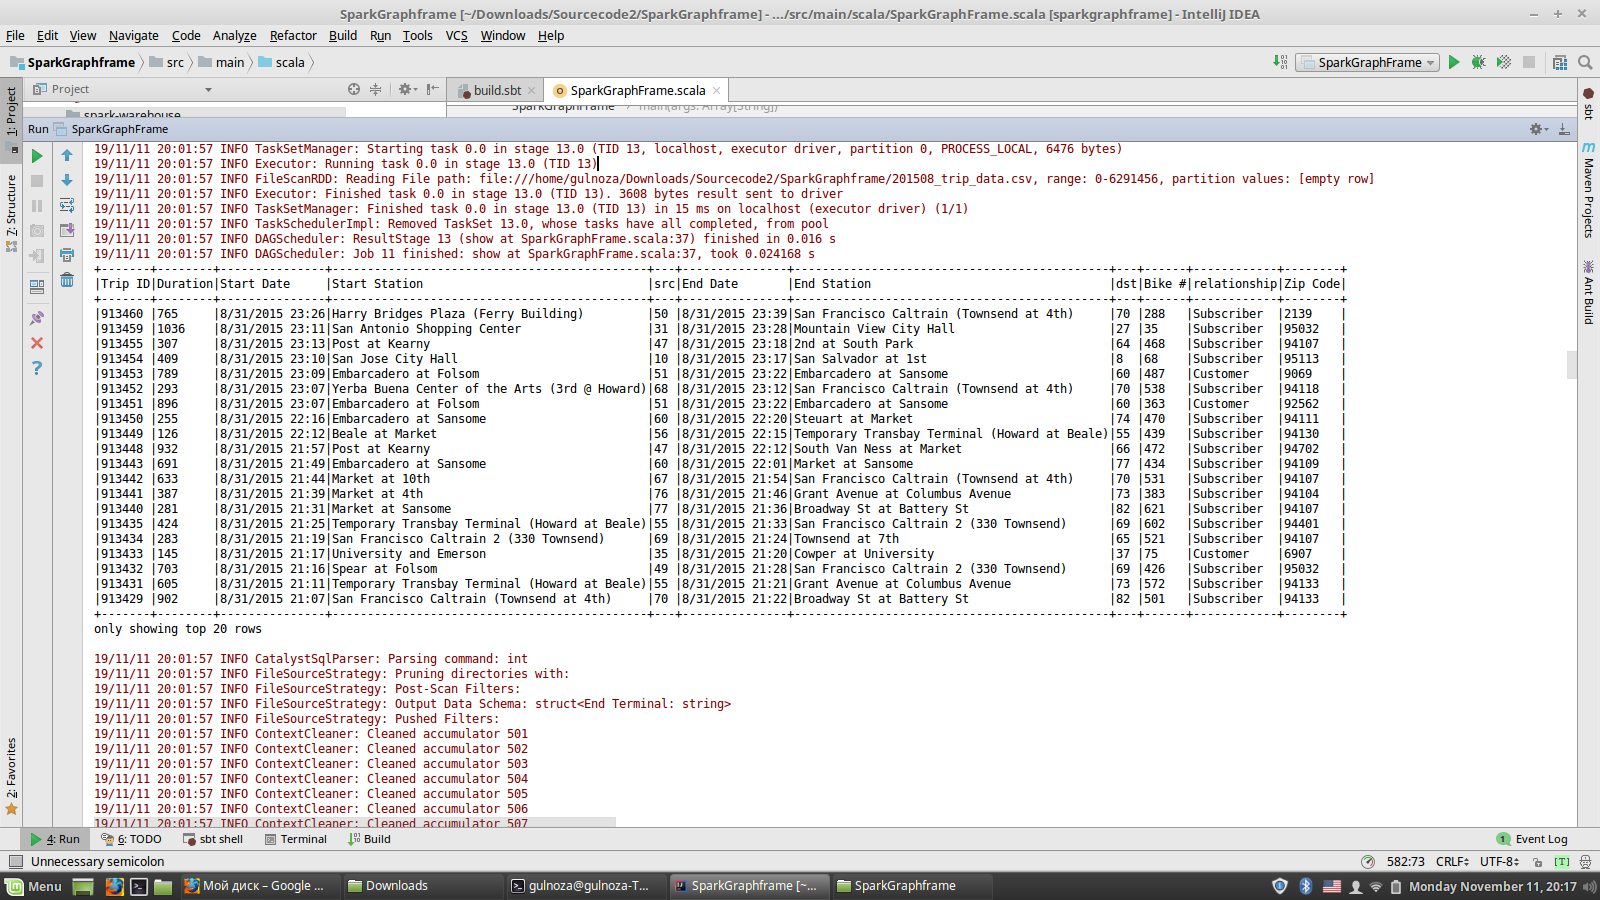 SparkGraphframe [~/Downloads/Sourcecode2/SparkGraphframe] - .../src/main/scala/SparkGraphFrame.scala [sparkgraphframe] - IntelliJ IDEA
File Edit View Navigate Code Analyze Refactor Build Run Tools VCS Window Help
SparkGraphframe src main scala SparkGraphFrame
Project build.sbt SparkGraphFrame.scala
spark-warehouse SparkGraphFrame main(args: Array[String])
Run SparkGraphFrame
1: Project
7: Structure
2: Favorites
sbt
Maven Projects
Ant Build
19/11/11 20:01:57 INFO TaskSetManager: Starting task 0.0 in stage 13.0 (TID 13, localhost, executor driver, partition 0, PROCESS_LOCAL, 6476 bytes)
19/11/11 20:01:57 INFO Executor: Running task 0.0 in stage 13.0 (TID 13)
19/11/11 20:01:57 INFO FileScanRDD: Reading File path: file:///home/gulnoza/Downloads/Sourcecode2/SparkGraphframe/201508_trip_data.csv, range: 0-6291456, partition values: [empty row]
19/11/11 20:01:57 INFO Executor: Finished task 0.0 in stage 13.0 (TID 13). 3608 bytes result sent to driver
19/11/11 20:01:57 INFO TaskSetManager: Finished task 0.0 in stage 13.0 (TID 13) in 15 ms on localhost (executor driver) (1/1)
19/11/11 20:01:57 INFO TaskSchedulerImpl: Removed TaskSet 13.0, whose tasks have all completed, from pool
19/11/11 20:01:57 INFO DAGScheduler: ResultStage 13 (show at SparkGraphFrame.scala:37) finished in 0.016 s
19/11/11 20:01:57 INFO DAGScheduler: Job 11 finished: show at SparkGraphFrame.scala:37, took 0.024168 s
|Trip ID|Duration|Start Date |Start Station |src|End Date |End Station |dst|Bike #|relationship|Zip Code|
|913460 |765 |8/31/2015 23:26|Harry Bridges Plaza (Ferry Building) |50 |8/31/2015 23:39|San Francisco Caltrain (Townsend at 4th) |70 |288 |Subscriber |2139 |
|913459 |1036 |8/31/2015 23:11|San Antonio Shopping Center |31 |8/31/2015 23:28|Mountain View City Hall |27 |35 |Subscriber |95032 |
|913455 |307 |8/31/2015 23:13|Post at Kearny |47 |8/31/2015 23:18|2nd at South Park |64 |468 |Subscriber |94107 |
|913454 |409 |8/31/2015 23:10|San Jose City Hall |10 |8/31/2015 23:17|San Salvador at 1st |8 |68 |Subscriber |95113 |
|913453 |789 |8/31/2015 23:09|Embarcadero at Folsom |51 |8/31/2015 23:22|Embarcadero at Sansome |60 |487 |Customer |9069 |
|913452 |293 |8/31/2015 23:07|Yerba Buena Center of the Arts (3rd @ Howard)|68 |8/31/2015 23:12|San Francisco Caltrain (Townsend at 4th) |70 |538 |Subscriber |94118 |
|913451 |896 |8/31/2015 23:07|Embarcadero at Folsom |51 |8/31/2015 23:22|Embarcadero at Sansome |60 |363 |Customer |92562 |
|913450 |255 |8/31/2015 22:16|Embarcadero at Sansome |60 |8/31/2015 22:20|Steuart at Market |74 |470 |Subscriber |94111 |
|913449 |126 |8/31/2015 22:12|Beale at Market |56 |8/31/2015 22:15|Temporary Transbay Terminal (Howard at Beale)|55 |439 |Subscriber |94130 |
|913448 |932 |8/31/2015 21:57|Post at Kearny |47 |8/31/2015 22:12|South Van Ness at Market |66 |472 |Subscriber |94702 |
|913443 |691 |8/31/2015 21:49|Embarcadero at Sansome |60 |8/31/2015 22:01|Market at Sansome |77 |434 |Subscriber |94109 |
|913442 |633 |8/31/2015 21:44|Market at 10th |67 |8/31/2015 21:54|San Francisco Caltrain (Townsend at 4th) |70 |531 |Subscriber |94107 |
|913441 |387 |8/31/2015 21:39|Market at 4th |76 |8/31/2015 21:46|Grant Avenue at Columbus Avenue |73 |383 |Subscriber |94104 |
|913440 |281 |8/31/2015 21:31|Market at Sansome |77 |8/31/2015 21:36|Broadway St at Battery St |82 |621 |Subscriber |94107 |
|913435 |424 |8/31/2015 21:25|Temporary Transbay Terminal (Howard at Beale)|55 |8/31/2015 21:33|San Francisco Caltrain 2 (330 Townsend) |69 |602 |Subscriber |94401 |
|913434 |283 |8/31/2015 21:19|San Francisco Caltrain 2 (330 Townsend) |69 |8/31/2015 21:24|Townsend at 7th |65 |521 |Subscriber |94107 |
|913433 |145 |8/31/2015 21:17|University and Emerson |35 |8/31/2015 21:20|Cowper at University |37 |75 |Customer |6907 |
|913432 |703 |8/31/2015 21:16|Spear at Folsom |49 |8/31/2015 21:28|San Francisco Caltrain 2 (330 Townsend) |69 |426 |Subscriber |95032 |
|913431 |605 |8/31/2015 21:11|Temporary Transbay Terminal (Howard at Beale)|55 |8/31/2015 21:21|Grant Avenue at Columbus Avenue |73 |572 |Subscriber |94133 |
|913429 |902 |8/31/2015 21:07|San Francisco Caltrain (Townsend at 4th) |70 |8/31/2015 21:22|Broadway St at Battery St |82 |501 |Subscriber |94133 |
only showing top 20 rows
19/11/11 20:01:57 INFO CatalystSqlParser: Parsing command: int
19/11/11 20:01:57 INFO FileSourceStrategy: Pruning directories with:
19/11/11 20:01:57 INFO FileSourceStrategy: Post-Scan Filters:
19/11/11 20:01:57 INFO FileSourceStrategy: Output Data Schema: struct<End Terminal: string>
19/11/11 20:01:57 INFO FileSourceStrategy: Pushed Filters:
19/11/11 20:01:57 INFO ContextCleaner: Cleaned accumulator 501
19/11/11 20:01:57 INFO ContextCleaner: Cleaned accumulator 502
19/11/11 20:01:57 INFO ContextCleaner: Cleaned accumulator 503
19/11/11 20:01:57 INFO ContextCleaner: Cleaned accumulator 504
19/11/11 20:01:57 INFO ContextCleaner: Cleaned accumulator 505
19/11/11 20:01:57 INFO ContextCleaner: Cleaned accumulator 506
19/11/11 20:01:57 INFO ContextCleaner: Cleaned accumulator 507
4: Run 6: TODO sbt shell Terminal Build 1 Event Log
Unnecessary semicolon 582:73 CRLF UTF-8 [T]
Menu Мой диск – Google ... Downloads gulnoza@gulnoza-T... SparkGraphframe [~... SparkGraphframe Monday November 11, 20:17